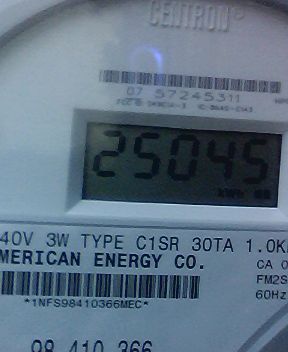 CENTRON®
07 57245311
25045
kWh
40V 3W TYPE C1SR 30TA 1.0K
MERICAN ENERGY CO.
CA 0
FM2S
60Hz
*1NFS98410366MEC*
98 410 366